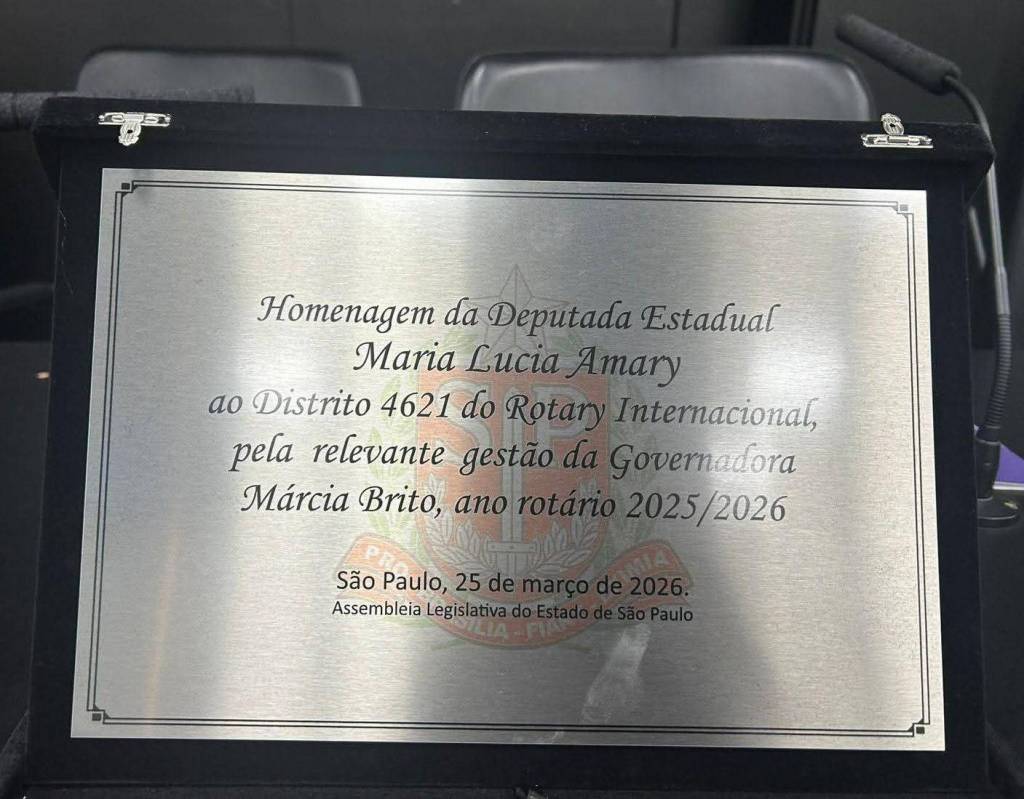 Homenagem da Deputada Estadual
Maria Lucia Amary
ao Distrito 4621 do Rotary Internacional,
pela relevante gestão da Governadora
Márcia Brito, ano rotário 2025/2026
SP
São Paulo, 25 de março de 2026.
Assembleia Legislativa do Estado de São Paulo